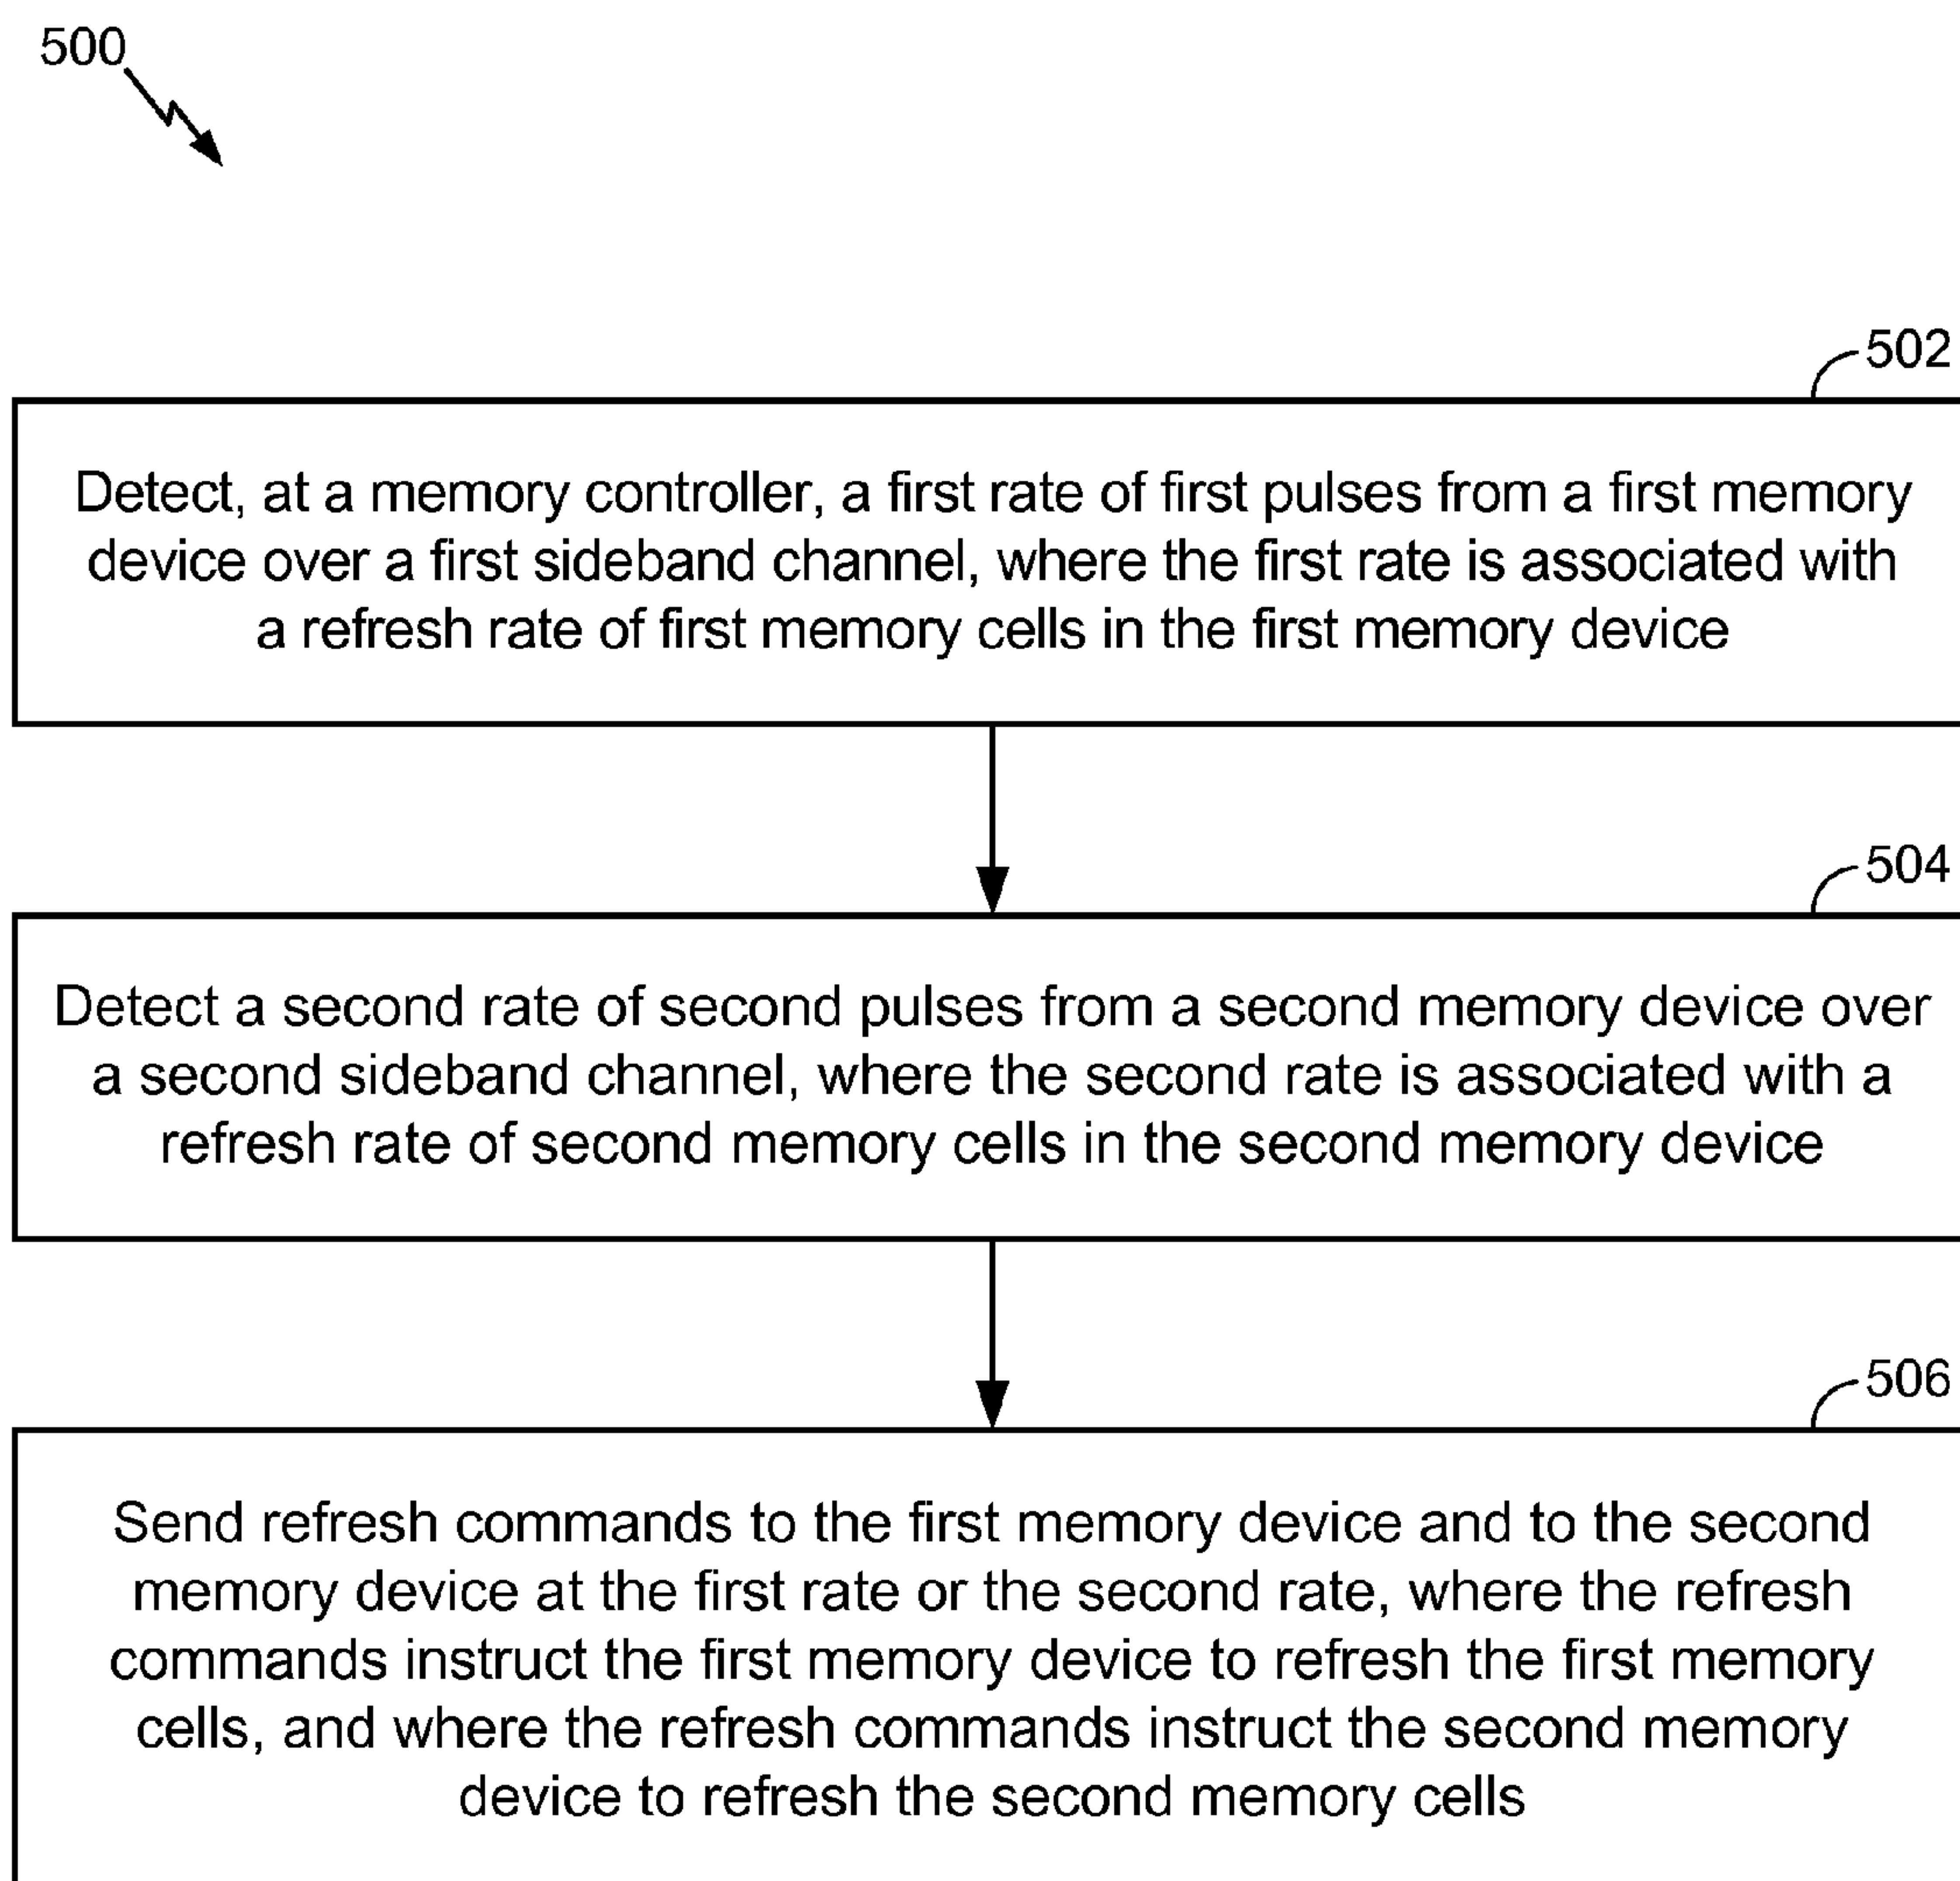 500
502
Detect, at a memory controller, a first rate of first pulses from a first memory
device over a first sideband channel, where the first rate is associated with
a refresh rate of first memory cells in the first memory device
504
Detect a second rate of second pulses from a second memory device over
a second sideband channel, where the second rate is associated with a
refresh rate of second memory cells in the second memory device
506
Send refresh commands to the first memory device and to the second
memory device at the first rate or the second rate, where the refresh
commands instruct the first memory device to refresh the first memory
cells, and where the refresh commands instruct the second memory
device to refresh the second memory cells